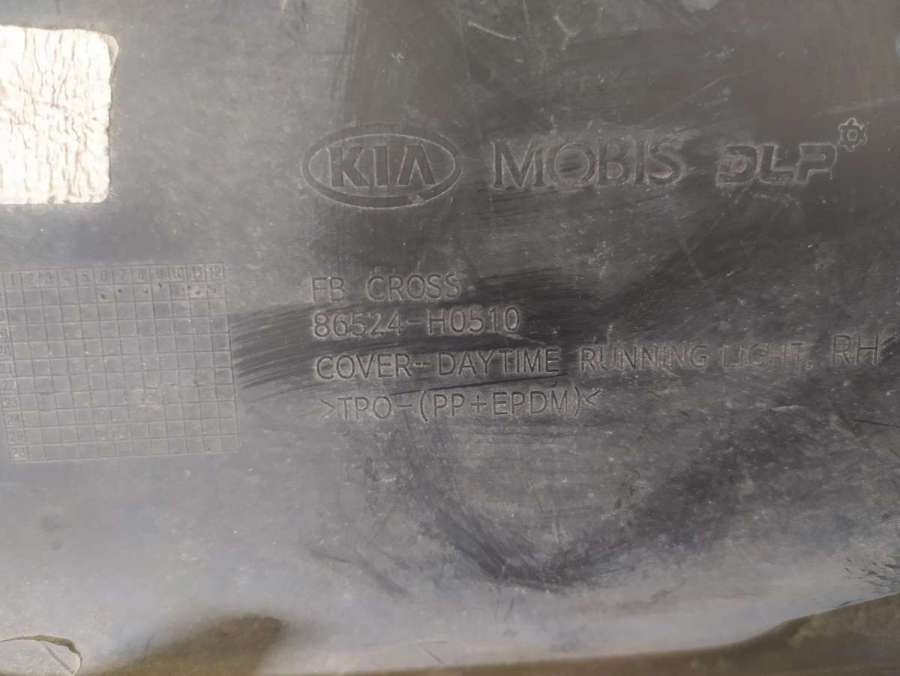 KIA MOBIS DLP
FB CROSS
86524-H0510
COVER-DAYTIME RUNNING LIGHT, RH
>TPO-(PP+EPDM)<